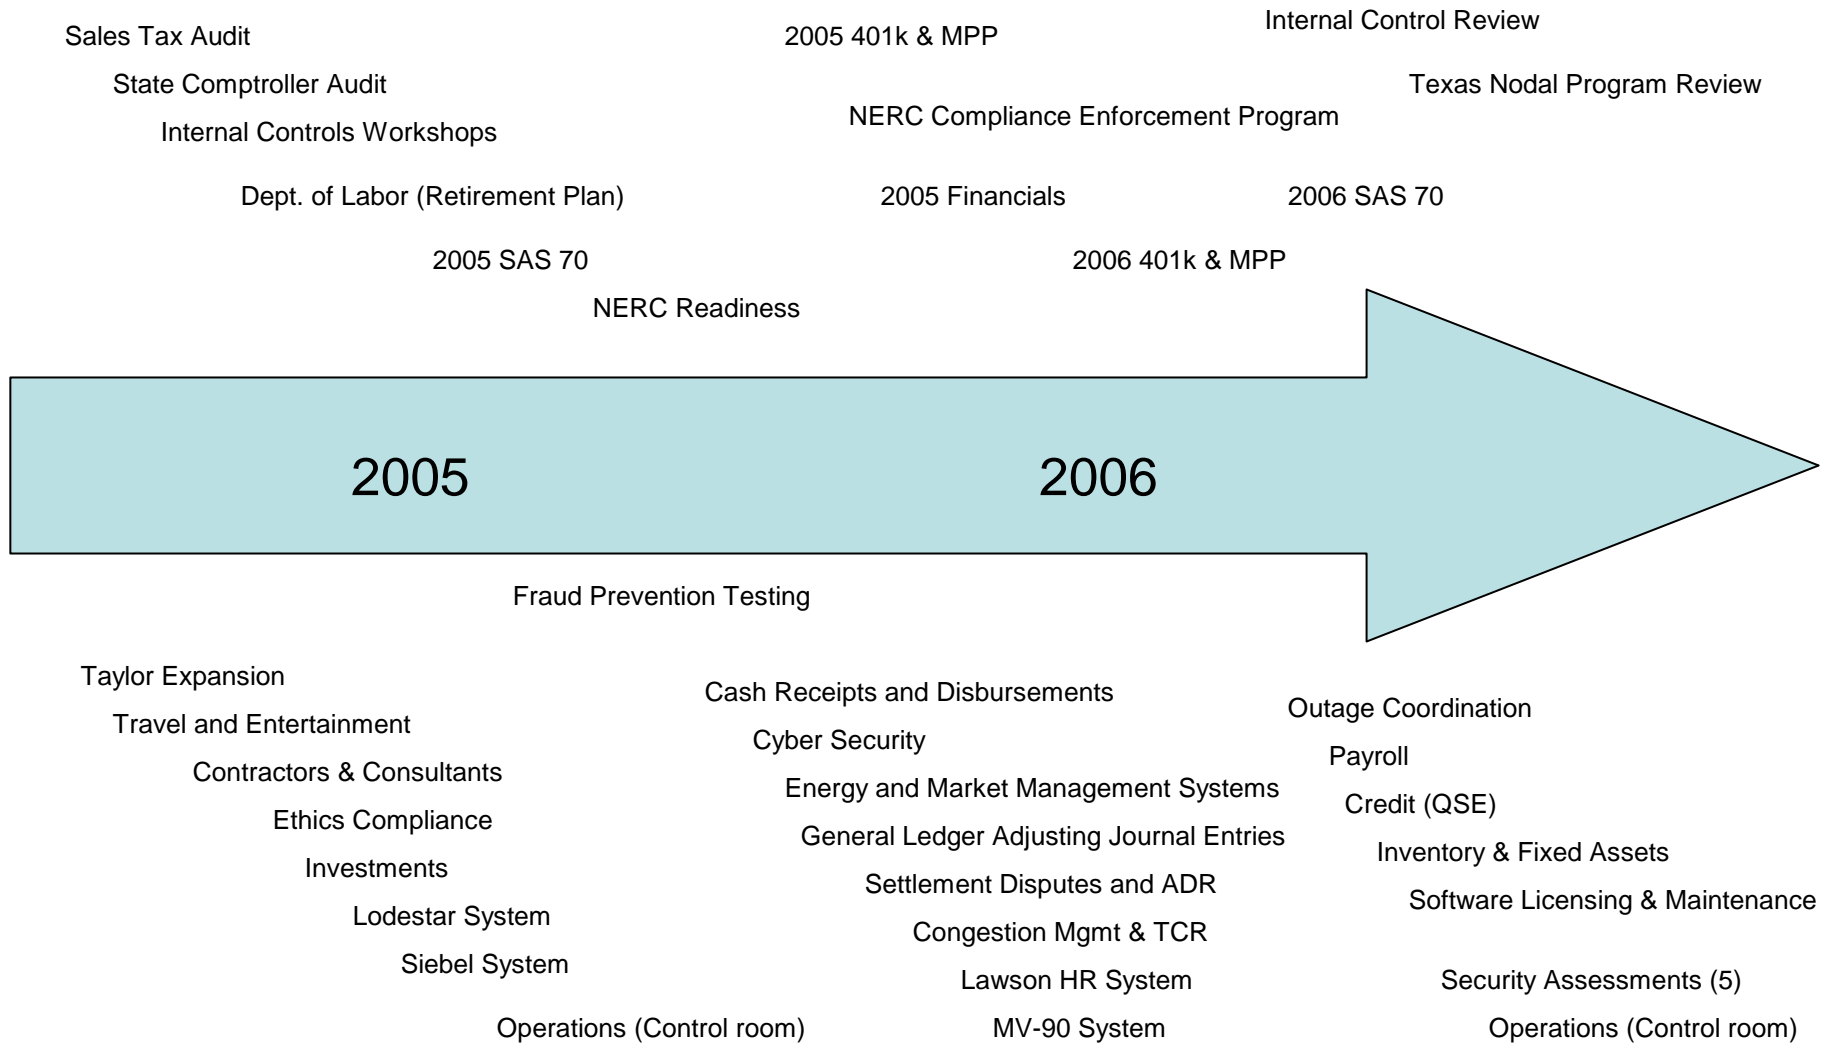 Internal Control Review
Sales Tax Audit
2005 401k & MPP
State Comptroller Audit
Texas Nodal Program Review
NERC Compliance Enforcement Program
Internal Controls Workshops
Dept. of Labor (Retirement Plan)
2005 Financials
2006 SAS 70
2005 SAS 70
2006 401k & MPP
NERC Readiness
2005
2006
Fraud Prevention Testing
Taylor Expansion
Travel and Entertainment
Contractors & Consultants
Ethics Compliance
Investments
Lodestar System
Siebel System
Operations (Control room)
Cash Receipts and Disbursements
Cyber Security
Energy and Market Management Systems
General Ledger Adjusting Journal Entries
Settlement Disputes and ADR
Congestion Mgmt & TCR
Lawson HR System
MV-90 System
Outage Coordination
Payroll
Credit (QSE)
Inventory & Fixed Assets
Software Licensing & Maintenance
Security Assessments (5)
Operations (Control room)